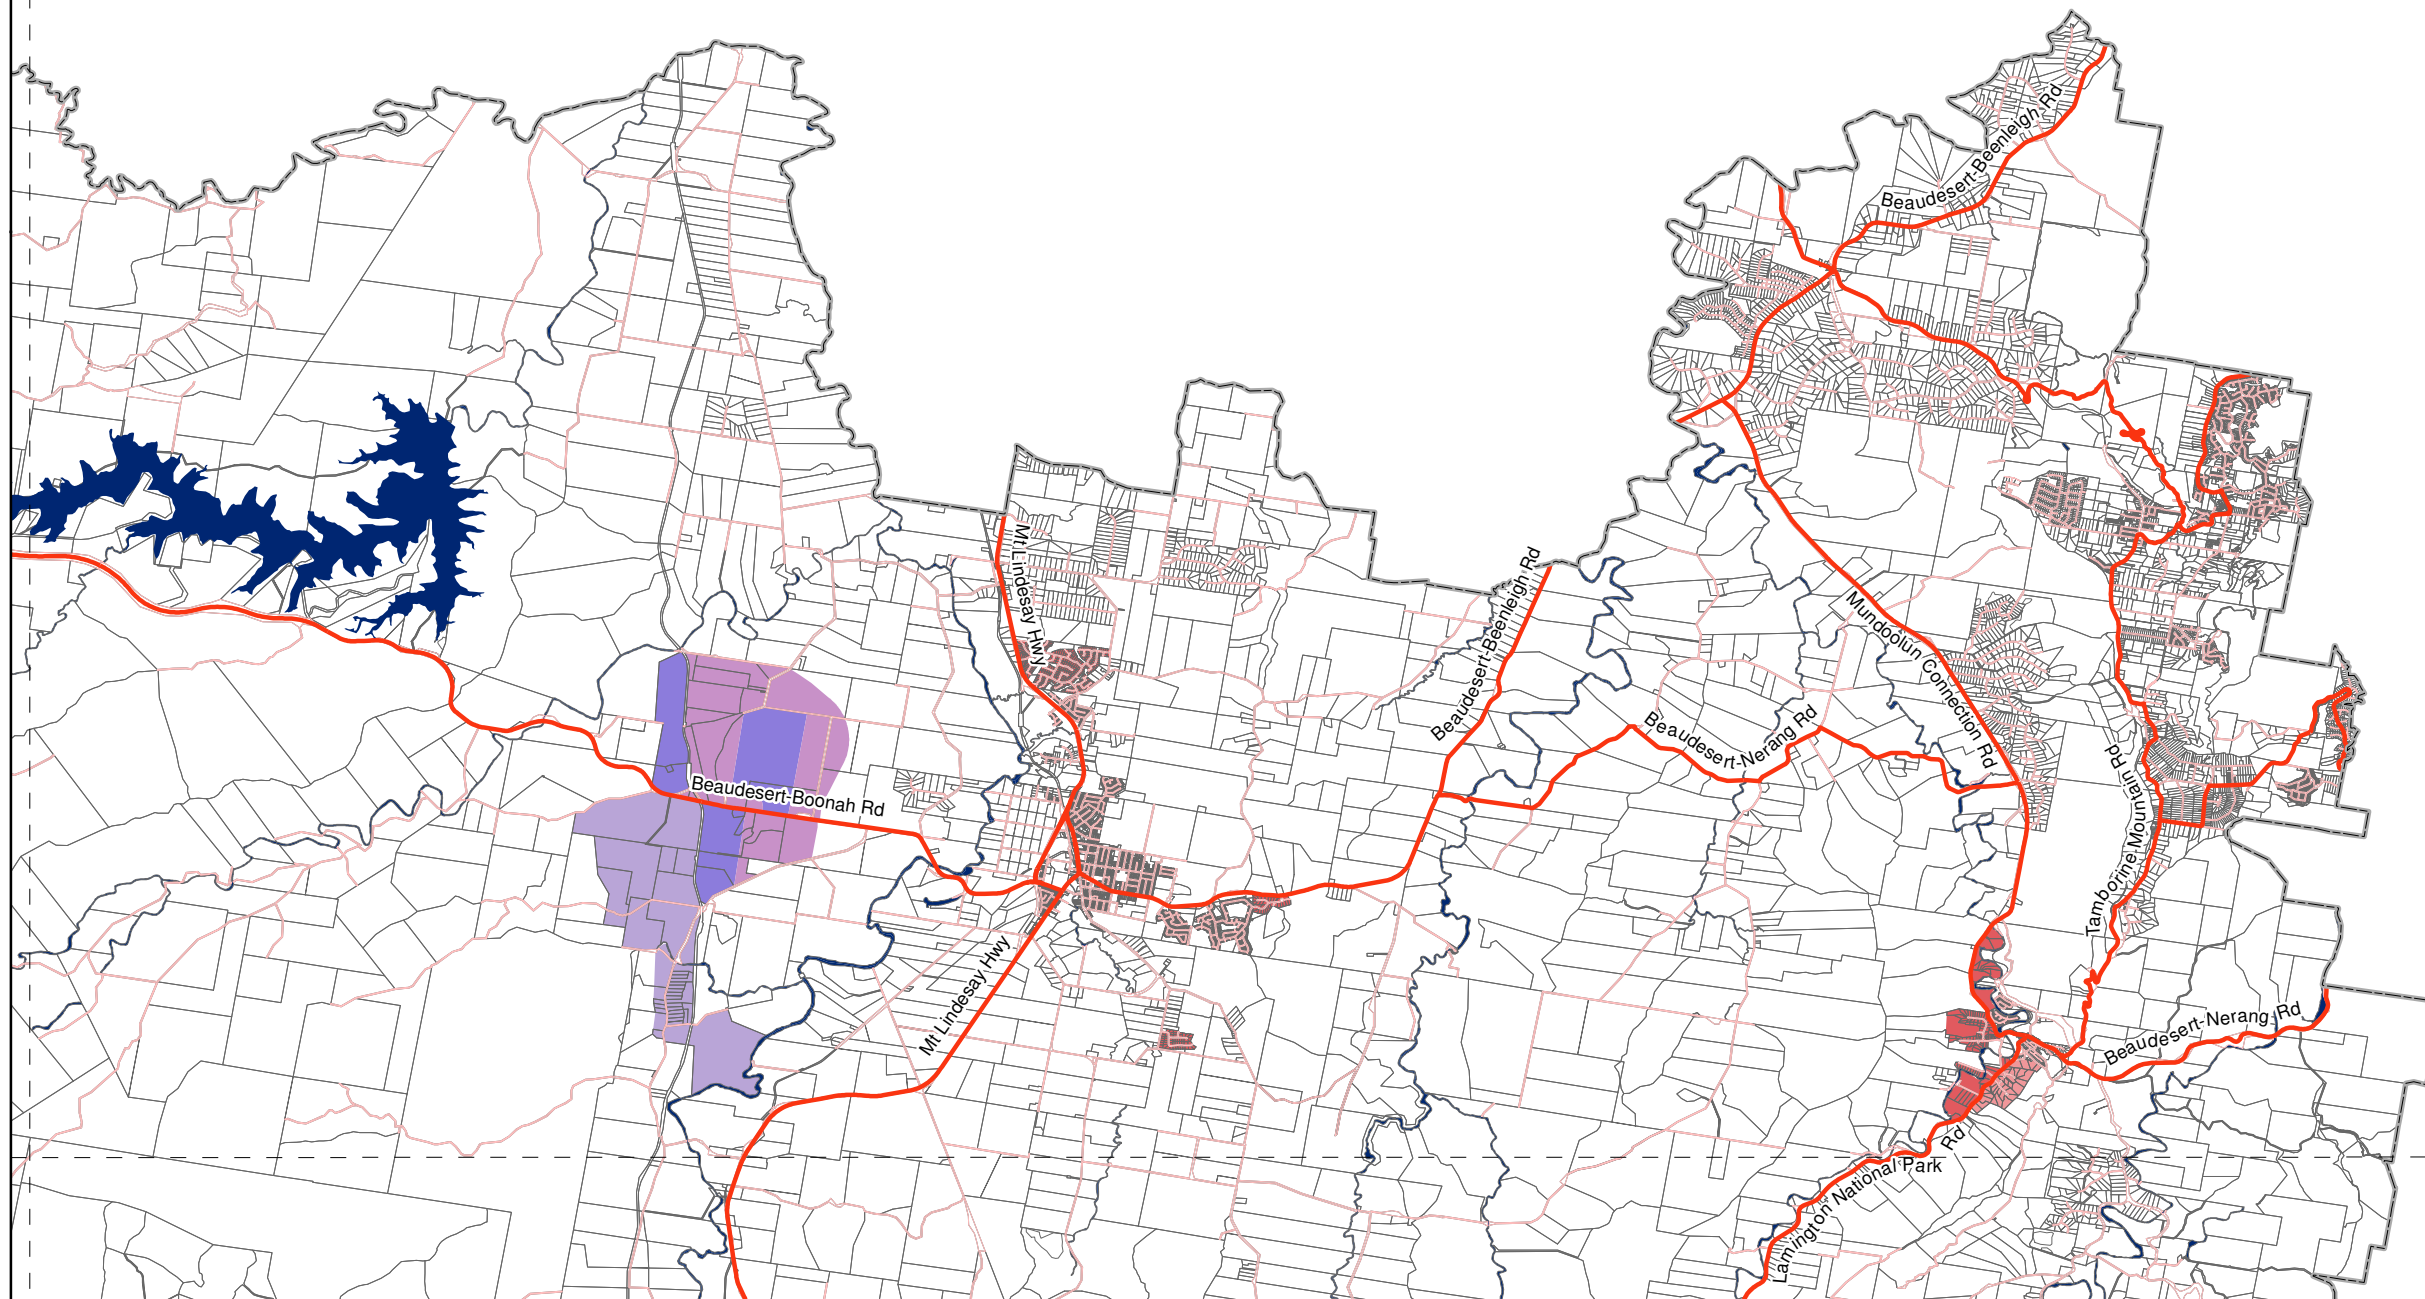 Beaudesert-Beenleigh Rd
Mt Lindesay Hwy
Beaudesert-Beenleigh Rd
Mundoolun Connection Rd
Beaudesert-Nerang Rd
Beaudesert-Boonah Rd
Tamborine Mountain Rd
Mt Lindesay Hwy
Beaudesert-Nerang Rd
Lamington National Park Rd